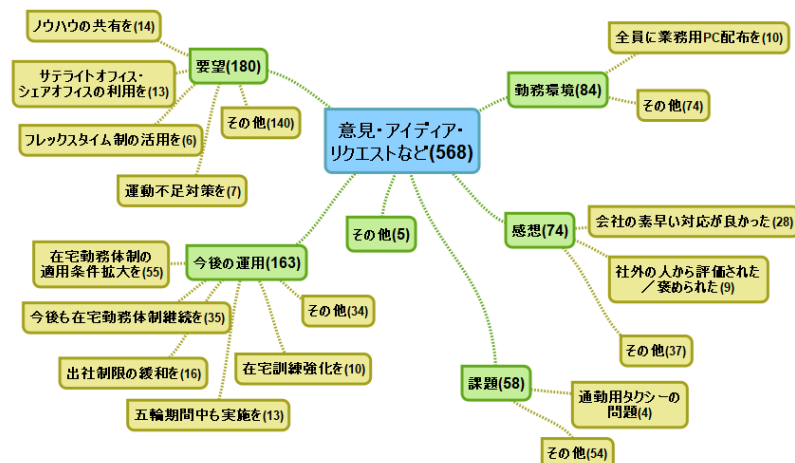 意見・アイディア・
リクエストなど(568)
要望(180)
ノウハウの共有を(14)
サテライトオフィス・
シェアオフィスの利用を(13)
フレックスタイム制の活用を(6)
運動不足対策を(7)
その他(140)
勤務環境(84)
全員に業務用PC配布を(10)
その他(74)
感想(74)
会社の素早い対応が良かった(28)
社外の人から評価された
／褒められた(9)
その他(37)
課題(58)
通勤用タクシーの
問題(4)
その他(54)
その他(5)
今後の運用(163)
在宅勤務体制の
適用条件拡大を(55)
今後も在宅勤務体制継続を(35)
出社制限の緩和を(16)
五輪期間中も実施を(13)
在宅訓練強化を(10)
その他(34)